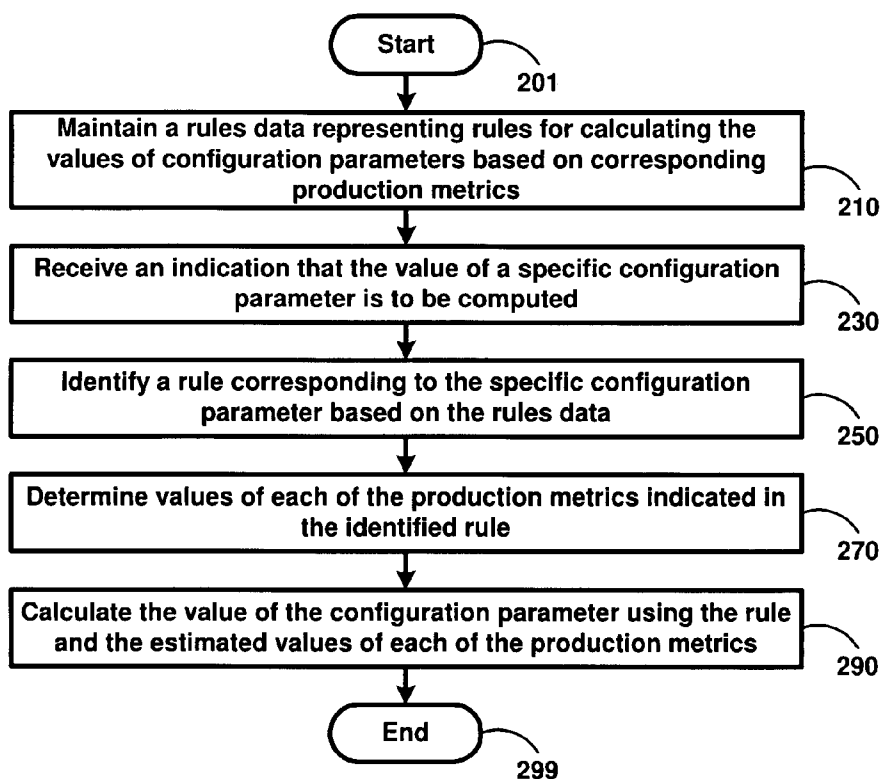 Start
201
Maintain a rules data representing rules for calculating the
values of configuration parameters based on corresponding
production metrics
210
Receive an indication that the value of a specific configuration
parameter is to be computed
230
Identify a rule corresponding to the specific configuration
parameter based on the rules data
250
Determine values of each of the production metrics indicated in
the identified rule
270
Calculate the value of the configuration parameter using the rule
and the estimated values of each of the production metrics
290
End
299